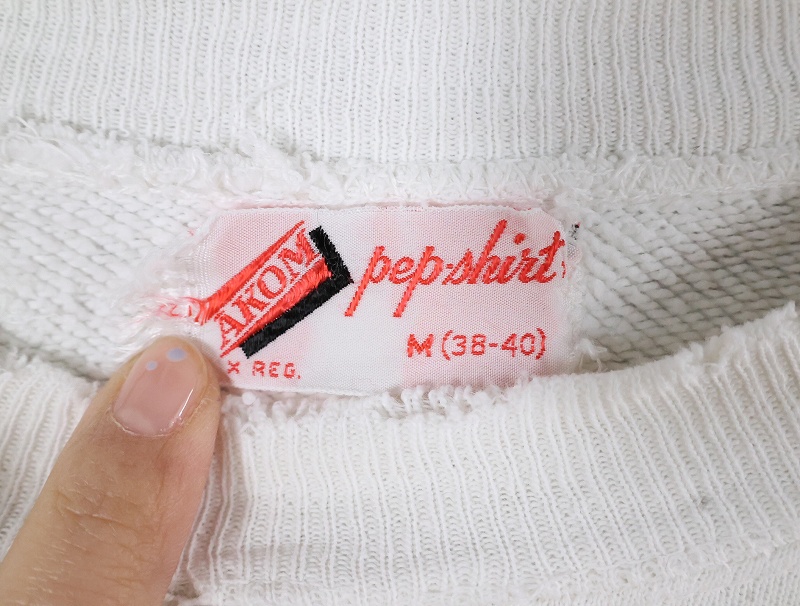 AKOM
pep-shirt
M (38-40)
X REG.